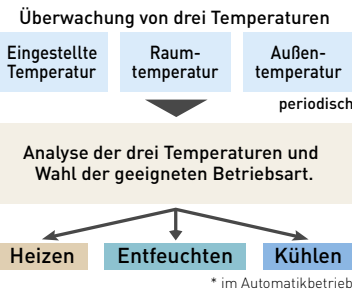 Überwachung von drei Temperaturen
Eingestellte Temperatur
Raum-temperatur
Außen-temperatur
periodisch
Analyse der drei Temperaturen und
Wahl der geeigneten Betriebsart.
Heizen Entfeuchten Kühlen
* im Automatikbetrieb